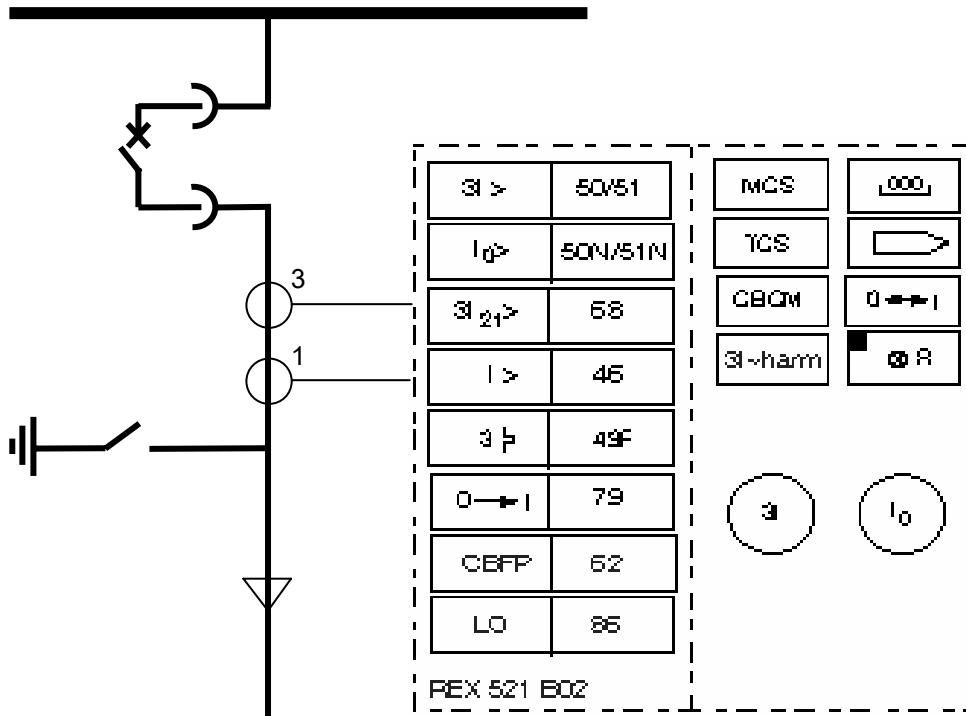 3
1
3I> 50/51
I0> 50N/51N
3I21> 68
I > 46
3 49F
0 I 79
CBFP 62
LO 86
REX 521 B02
MCS
TCS
CBCM 0 I
3I~harm
3I I0